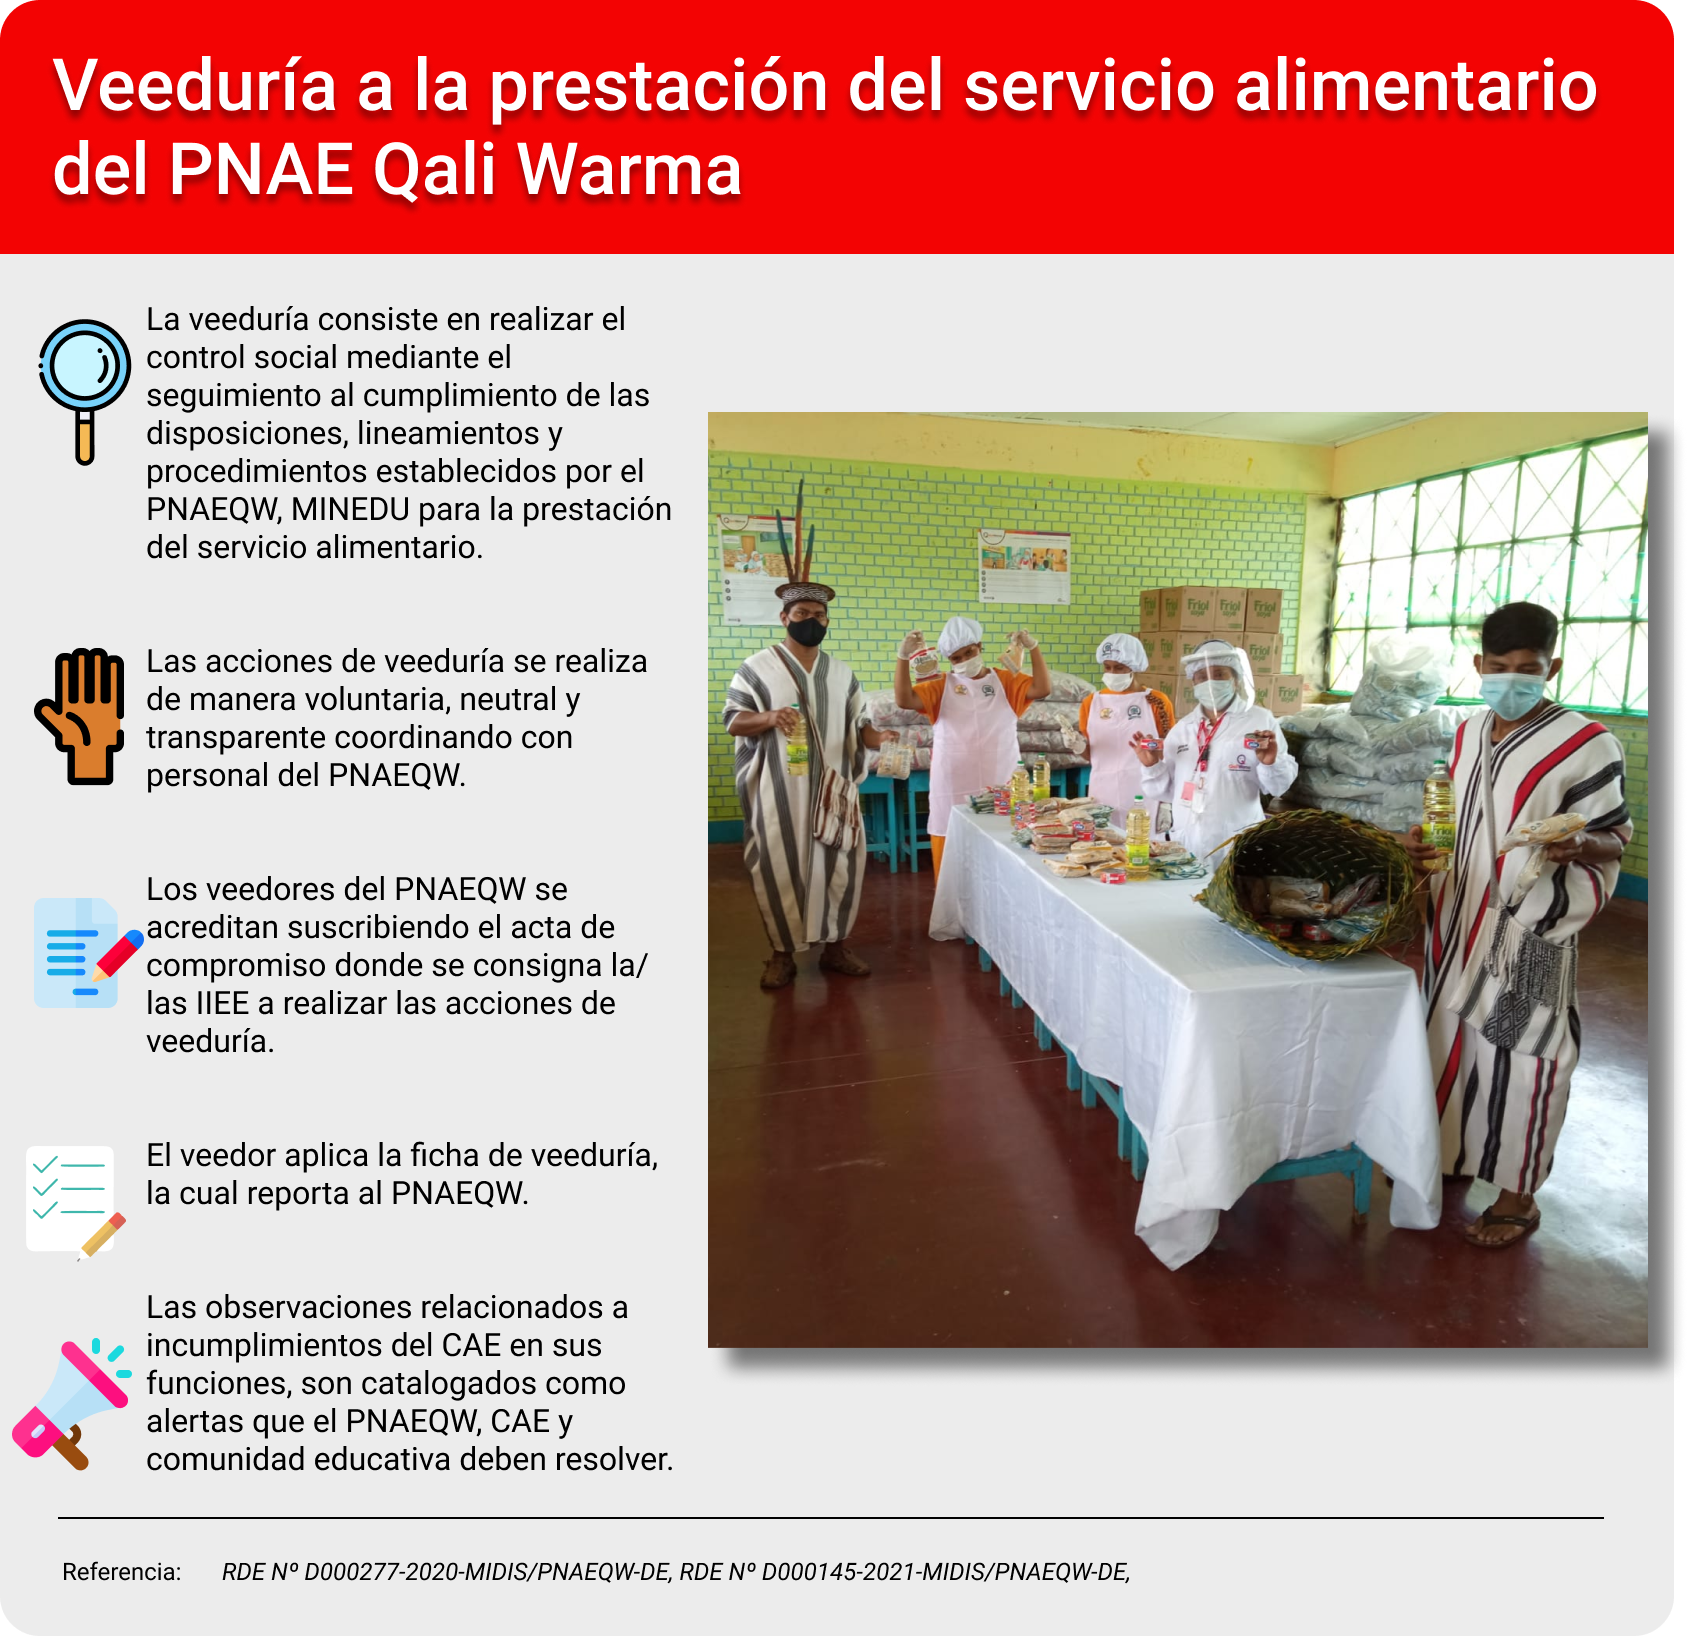 Veeduría a la prestación del servicio alimentario
del PNAE Qali Warma
La veeduría consiste en realizar el
control social mediante el
seguimiento al cumplimiento de las
disposiciones, lineamientos y
procedimientos establecidos por el
PNAEQW, MINEDU para la prestación
del servicio alimentario.
Las acciones de veeduría se realiza
de manera voluntaria, neutral y
transparente coordinando con
personal del PNAEQW.
Los veedores del PNAEQW se
acreditan suscribiendo el acta de
compromiso donde se consigna la/
las IIEE a realizar las acciones de
veeduría.
El veedor aplica la ficha de veeduría,
la cual reporta al PNAEQW.
Las observaciones relacionados a
incumplimientos del CAE en sus
funciones, son catalogados como
alertas que el PNAEQW, CAE y
comunidad educativa deben resolver.
Friol
Friol
Friol
Friol
Referencia: RDE Nº D000277-2020-MIDIS/PNAEQW-DE, RDE Nº D000145-2021-MIDIS/PNAEQW-DE,